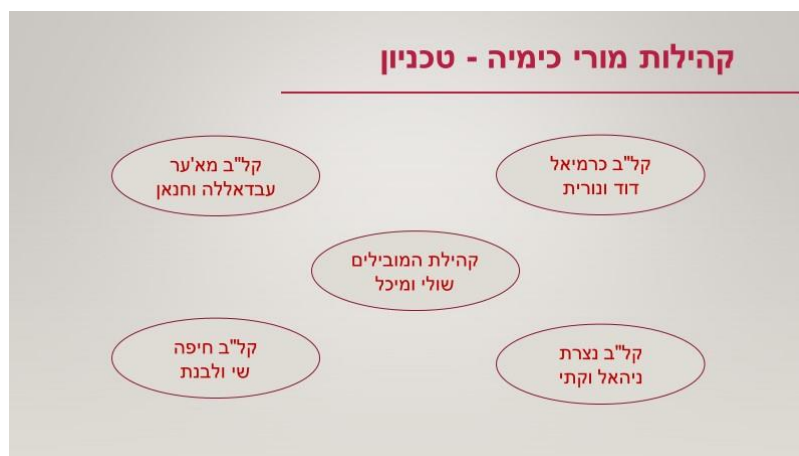 קהילות מורי כימיה - טכניון
קל"ב כרמיאל
דוד ונורית
קל"ב מא'ער
עבדאללה וחנאן
קהילת המובילים
שולי ומיכל
קל"ב נצרת
ניהאל וקתי
קל"ב חיפה
שי ולבנת